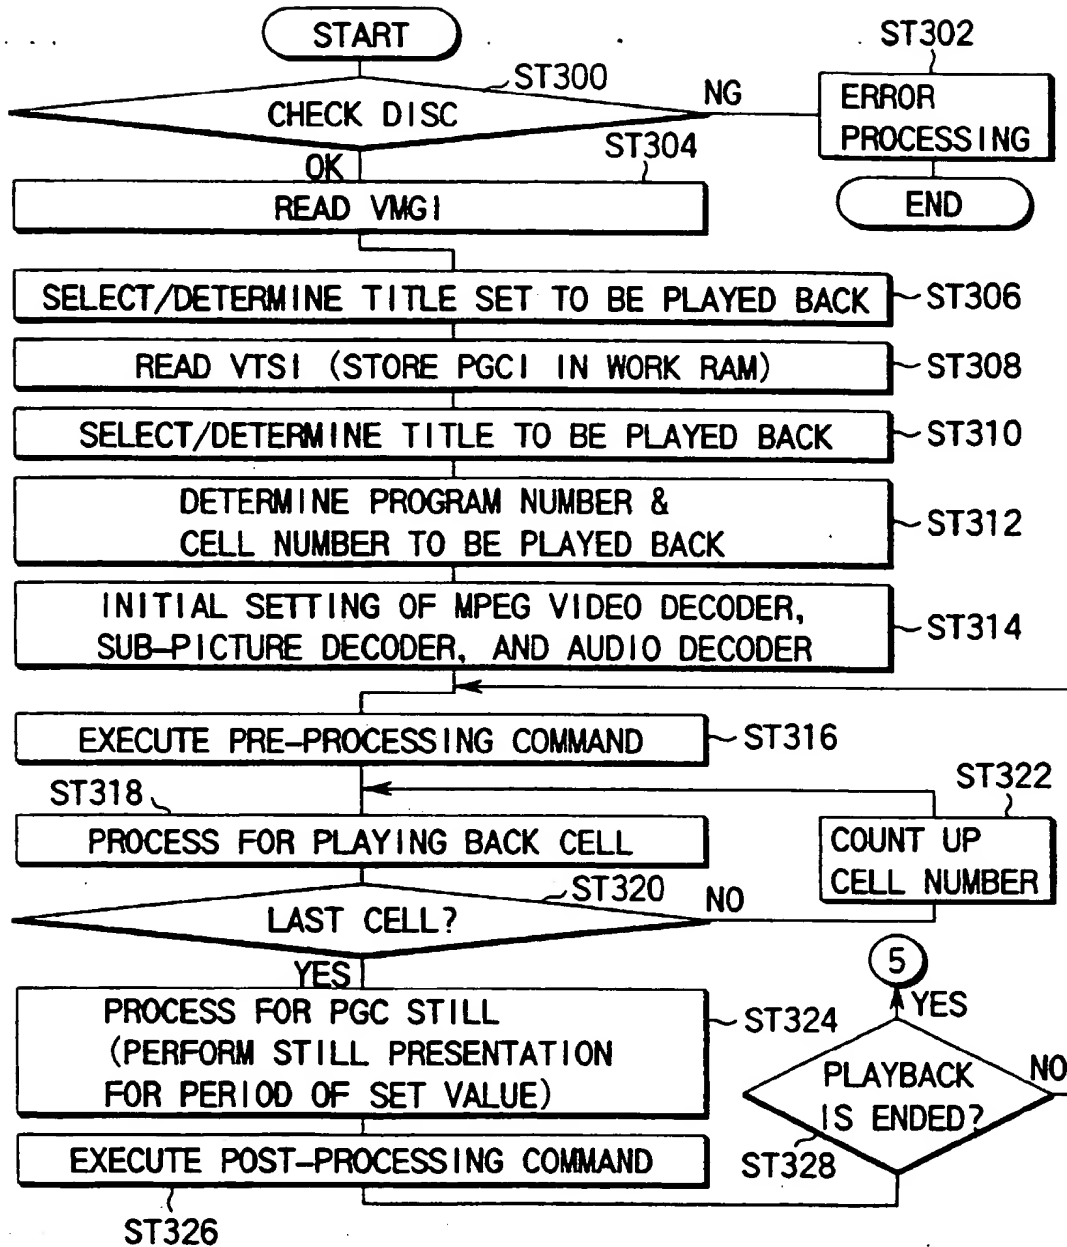 START
ST300
CHECK DISC
NG
ST302
ERROR
PROCESSING
END
OK
ST304
READ VMGI
SELECT/DETERMINE TITLE SET TO BE PLAYED BACK
ST306
READ VTSI (STORE PGCI IN WORK RAM)
ST308
SELECT/DETERMINE TITLE TO BE PLAYED BACK
ST310
DETERMINE PROGRAM NUMBER &
CELL NUMBER TO BE PLAYED BACK
ST312
INITIAL SETTING OF MPEG VIDEO DECODER,
SUB-PICTURE DECODER, AND AUDIO DECODER
ST314
EXECUTE PRE-PROCESSING COMMAND
ST316
ST318
PROCESS FOR PLAYING BACK CELL
ST322
COUNT UP
CELL NUMBER
ST320
LAST CELL?
NO
YES
PROCESS FOR PGC STILL
(PERFORM STILL PRESENTATION
FOR PERIOD OF SET VALUE)
ST324
EXECUTE POST-PROCESSING COMMAND
ST326
5
YES
PLAYBACK
IS ENDED?
NO
ST328